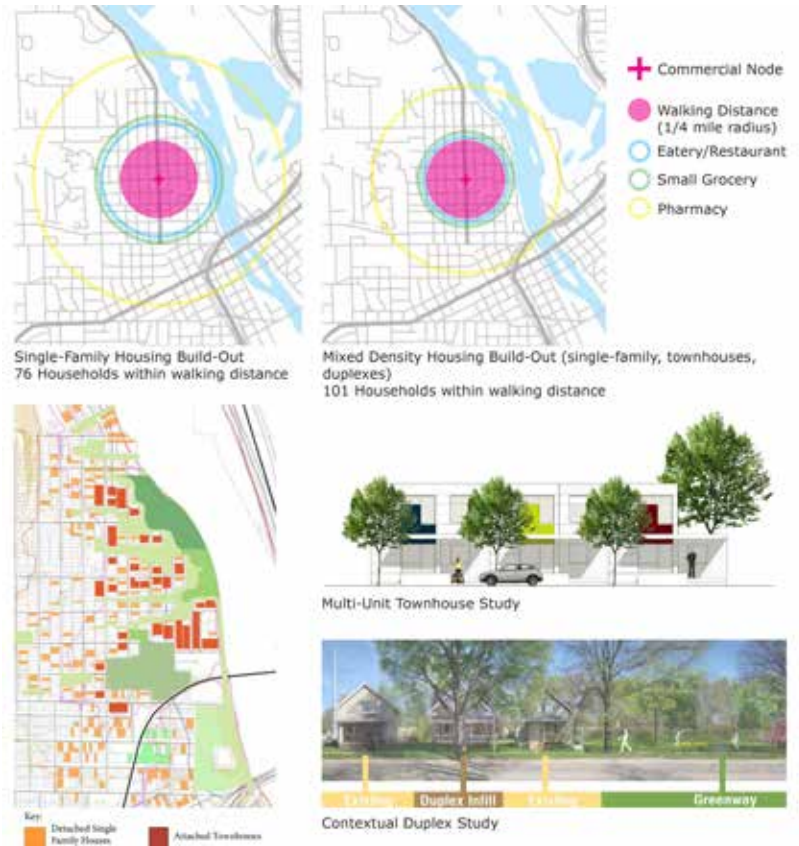 Commercial Node
Walking Distance
(1/4 mile radius)
Eatery/Restaurant
Small Grocery
Pharmacy
Single-Family Housing Build-Out
76 Households within walking distance
Mixed Density Housing Build-Out (single-family, townhouses,
duplexes)
101 Households within walking distance
Multi-Unit Townhouse Study
Existing
Duplex Infill
Existing
Greenway
Contextual Duplex Study
Key:
Detached Single
Family Houses
Attached Townhomes